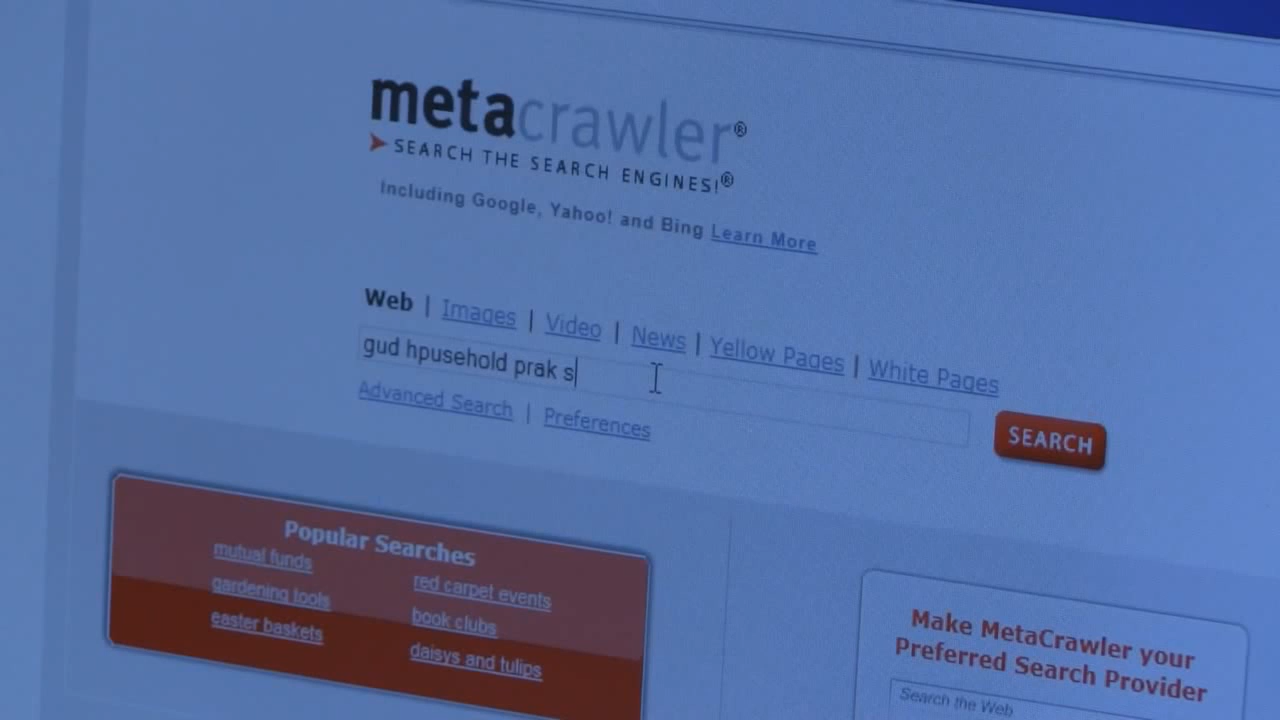 metacrawler®
SEARCH THE SEARCH ENGINES!®
Including Google, Yahoo! and Bing Learn More
Web | Images | Video | News | Yellow Pages | White Pages
gud hpusehold prak s
SEARCH
Advanced Search | Preferences
Popular Searches
mutual funds
gardening tools
easter baskets
red carpet events
book clubs
daisys and tulips
Make MetaCrawler your
Preferred Search Provider
Search the Web